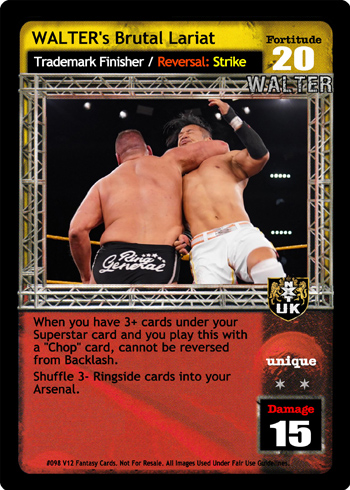 WALTER's Brutal Lariat
Fortitude
20
Trademark Finisher / Reversal: Strike
WALTER
Ring
General
NXT
UK
When you have 3+ cards under your
Superstar card and you play this with
a "Chop" card, cannot be reversed
from Backlash.
Shuffle 3- Ringside cards into your
Arsenal.
unique
Damage
15
#098 V12 Fantasy Cards. Not For Resale. All Images Used Under Fair Use Guidelines.